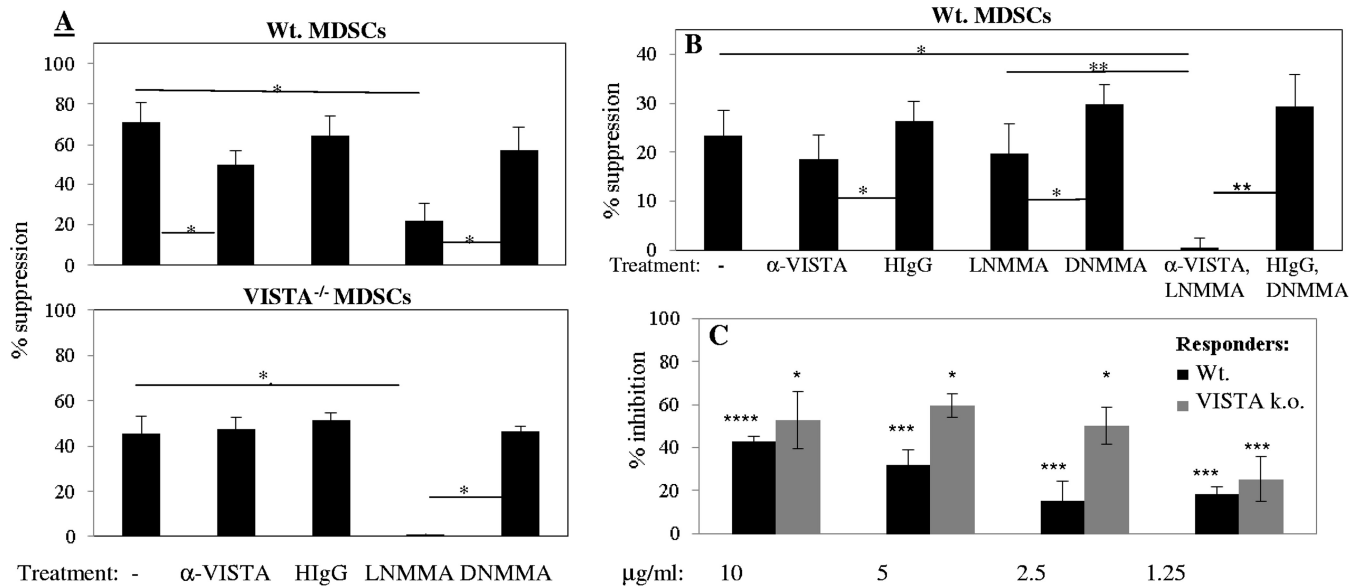 A
Wt. MDSCs
100
80
60
40
20
0
*
*
*
% suppression
VISTA-/- MDSCs
100
80
60
40
20
0
*
*
Treatment: - α-VISTA HIgG LNMMA DNMMA
Wt. MDSCs
B
% suppression
40
30
20
10
0
*
**
*
*
**
Treatment: - α-VISTA HIgG LNMMA DNMMA α-VISTA, HIgG,
LNMMA DNMMA
C
% inhibition
100
80
60
40
20
0
Responders:
Wt.
VISTA k.o.
**** * *** * *** * *** ***
μg/ml: 10 5 2.5 1.25